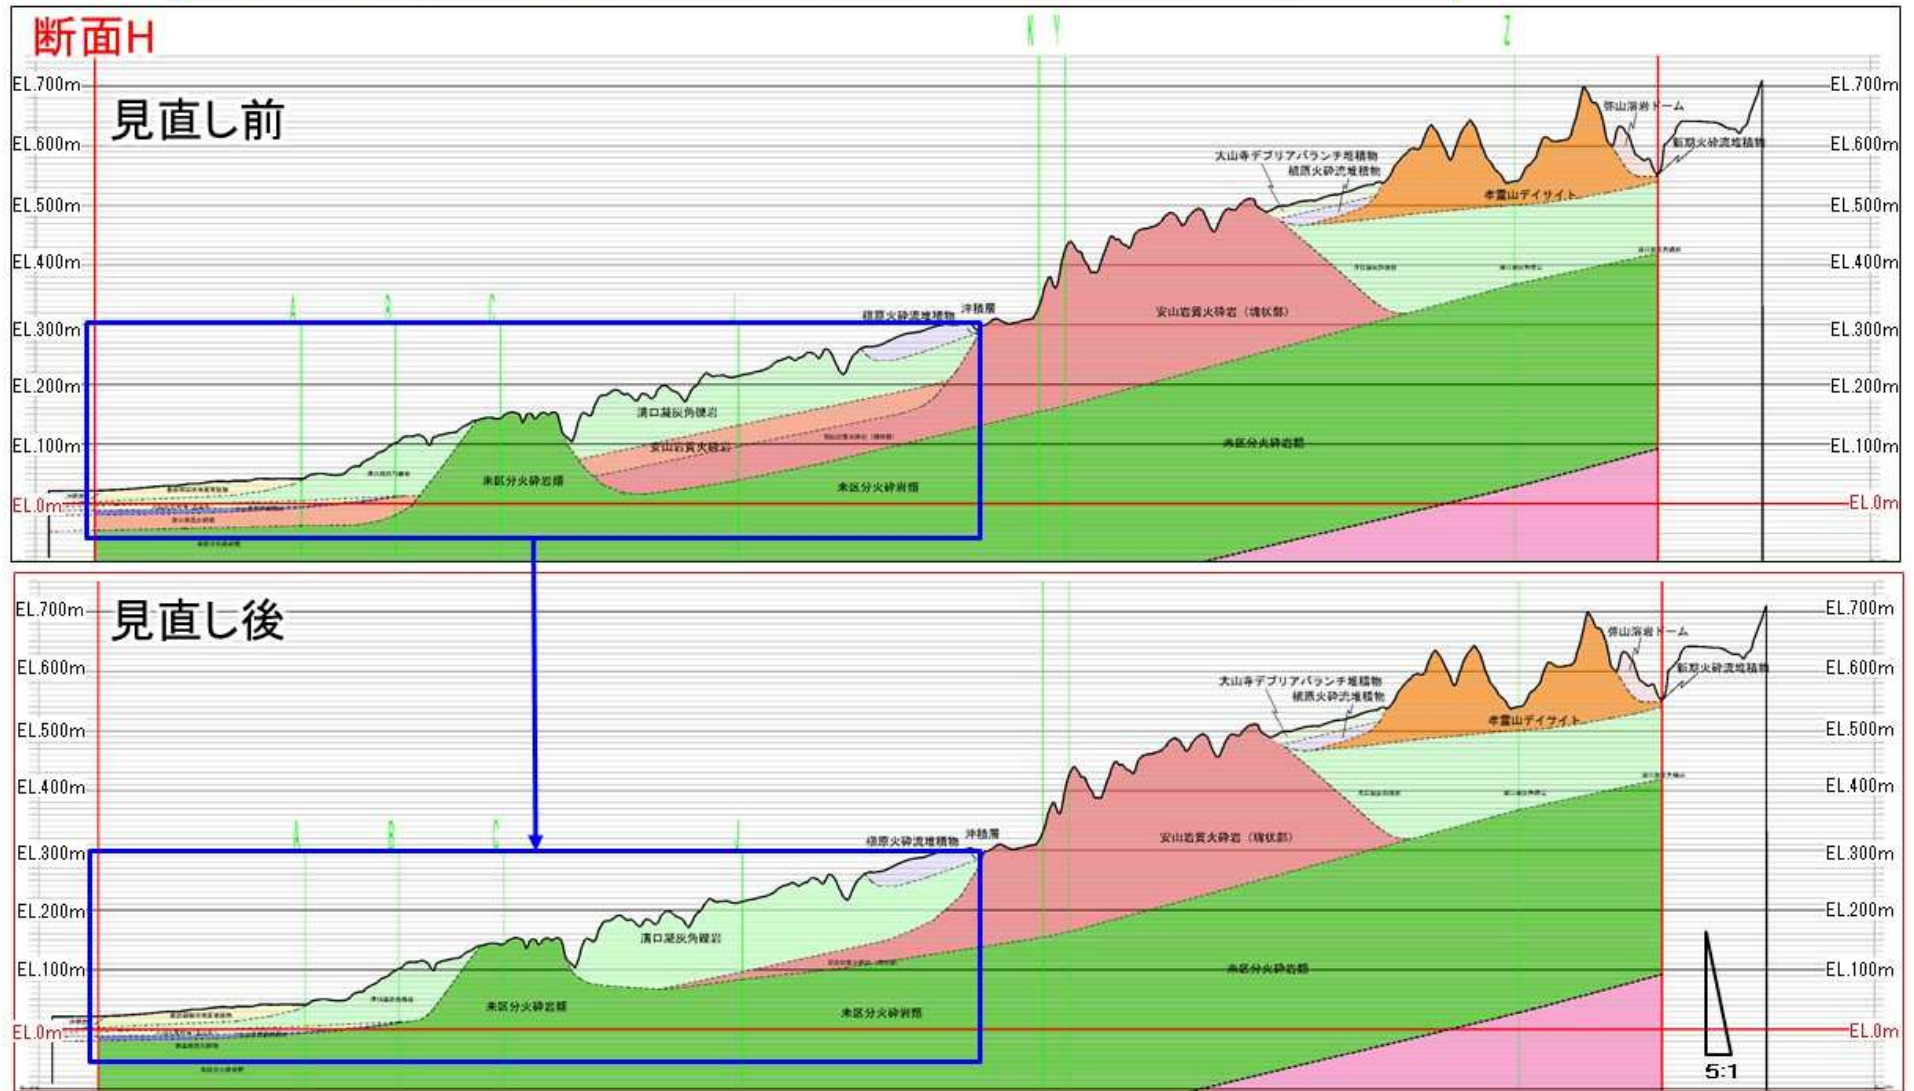 断面H
見直し前
K Y Z
EL.700m
EL.700m
弥山溶岩ドーム
EL.600m
新期火砕流堆積物
EL.600m
大山寺デブリアバランチ堆積物
槇原火砕流堆積物
孝霊山デイサイト
EL.500m
EL.500m
EL.400m
EL.400m
A B C
槇原火砕流堆積物
沖積層
安山岩質火砕岩（塊状部）
EL.300m
EL.300m
EL.200m
EL.200m
溝口凝灰角礫岩
安山岩質火砕岩
未区分火砕岩類
EL.100m
EL.100m
未区分火砕岩類
未区分火砕岩類
EL.0m
EL.0m
見直し後
EL.700m
EL.700m
弥山溶岩ドーム
EL.600m
新期火砕流堆積物
EL.600m
大山寺デブリアバランチ堆積物
槇原火砕流堆積物
孝霊山デイサイト
EL.500m
EL.500m
EL.400m
EL.400m
A B C J
槇原火砕流堆積物
沖積層
安山岩質火砕岩（塊状部）
EL.300m
EL.300m
EL.200m
EL.200m
溝口凝灰角礫岩
EL.100m
未区分火砕岩類
EL.100m
未区分火砕岩類
未区分火砕岩類
EL.0m
EL.0m
5:1